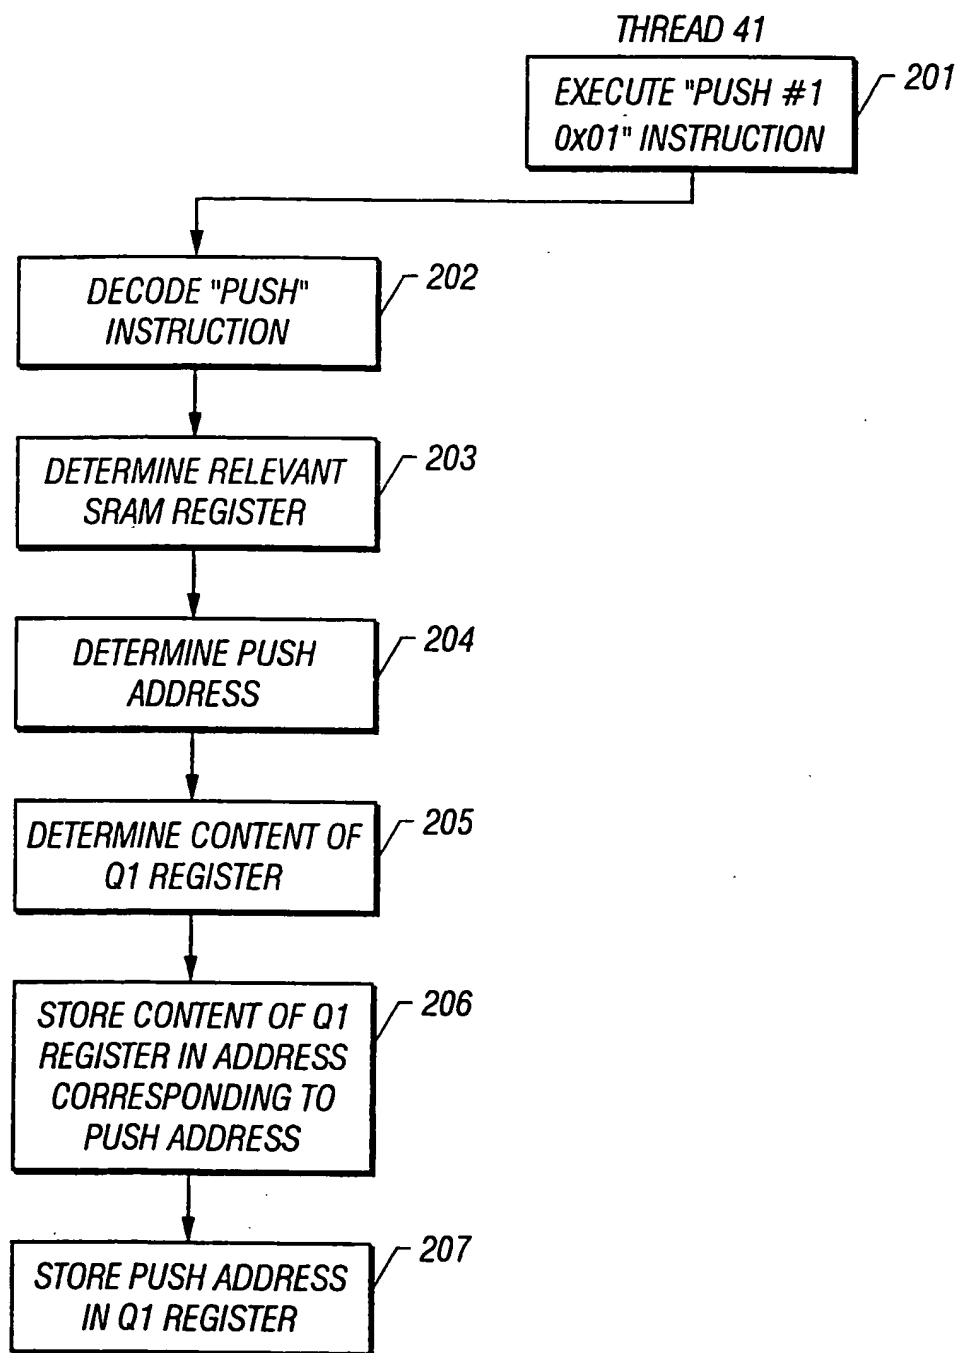 THREAD 41
EXECUTE "PUSH #1
0x01" INSTRUCTION
201
DECODE "PUSH"
INSTRUCTION
202
DETERMINE RELEVANT
SRAM REGISTER
203
DETERMINE PUSH
ADDRESS
204
DETERMINE CONTENT OF
Q1 REGISTER
205
STORE CONTENT OF Q1
REGISTER IN ADDRESS
CORRESPONDING TO
PUSH ADDRESS
206
STORE PUSH ADDRESS
IN Q1 REGISTER
207